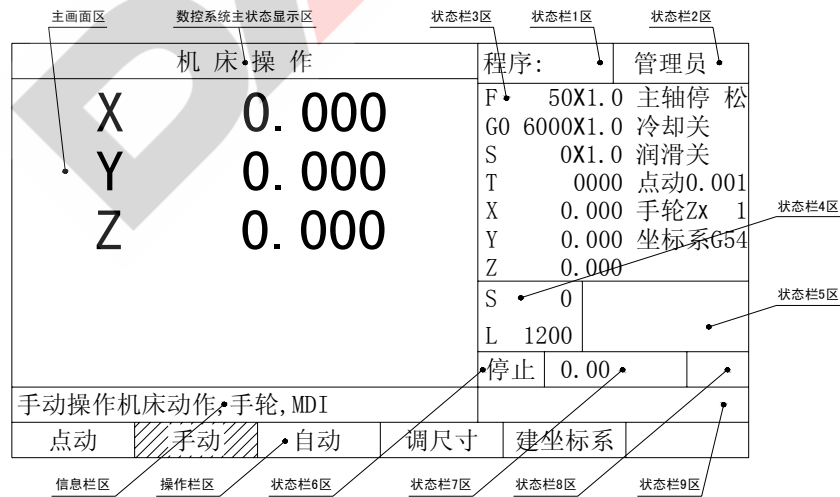 主画面区 数控系统主状态显示区 状态栏3区 状态栏1区 状态栏2区
机床操作 程序: 管理员
X 0.000
Y 0.000
Z 0.000
F 50X1.0 主轴停 松
G0 6000X1.0 冷却关
S 0X1.0 润滑关
T 0000 点动0.001
X 0.000 手轮Zx 1
Y 0.000 坐标系G54
Z 0.000
状态栏4区
S 0
状态栏5区
L 1200
停止 0.00
手动操作机床动作,手轮,MDI
点动 手动 自动 调尺寸 建坐标系
信息栏区 操作栏区 状态栏6区 状态栏7区 状态栏8区 状态栏9区